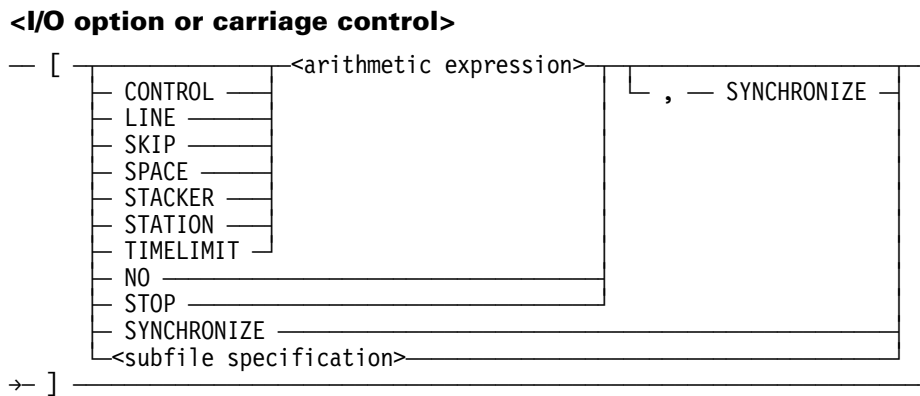 <I/O option or carriage control>
[ <arithmetic expression>
CONTROL , SYNCHRONIZE
LINE
SKIP
SPACE
STACKER
STATION
TIMELIMIT
NO
STOP
SYNCHRONIZE
<subfile specification>
]